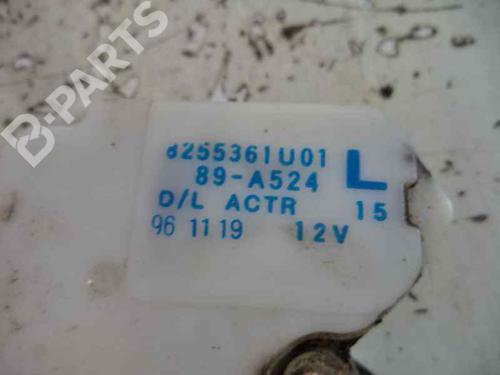 B-PARTS
8255361U01
89-A524 L
D/L ACTR 15
96 11 19 12V